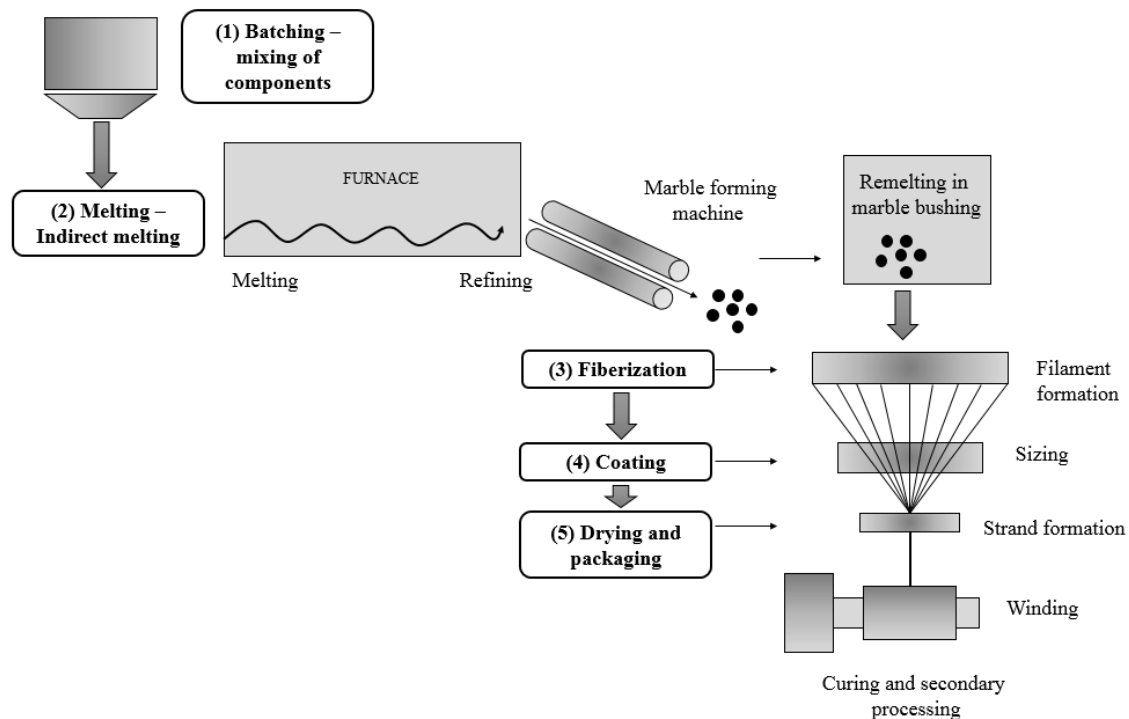 (1) Batching –
mixing of
components
(2) Melting –
Indirect melting
FURNACE
Melting
Refining
Marble forming
machine
Remelting in
marble bushing
(3) Fiberization
Filament
formation
(4) Coating
Sizing
(5) Drying and
packaging
Strand formation
Winding
Curing and secondary
processing